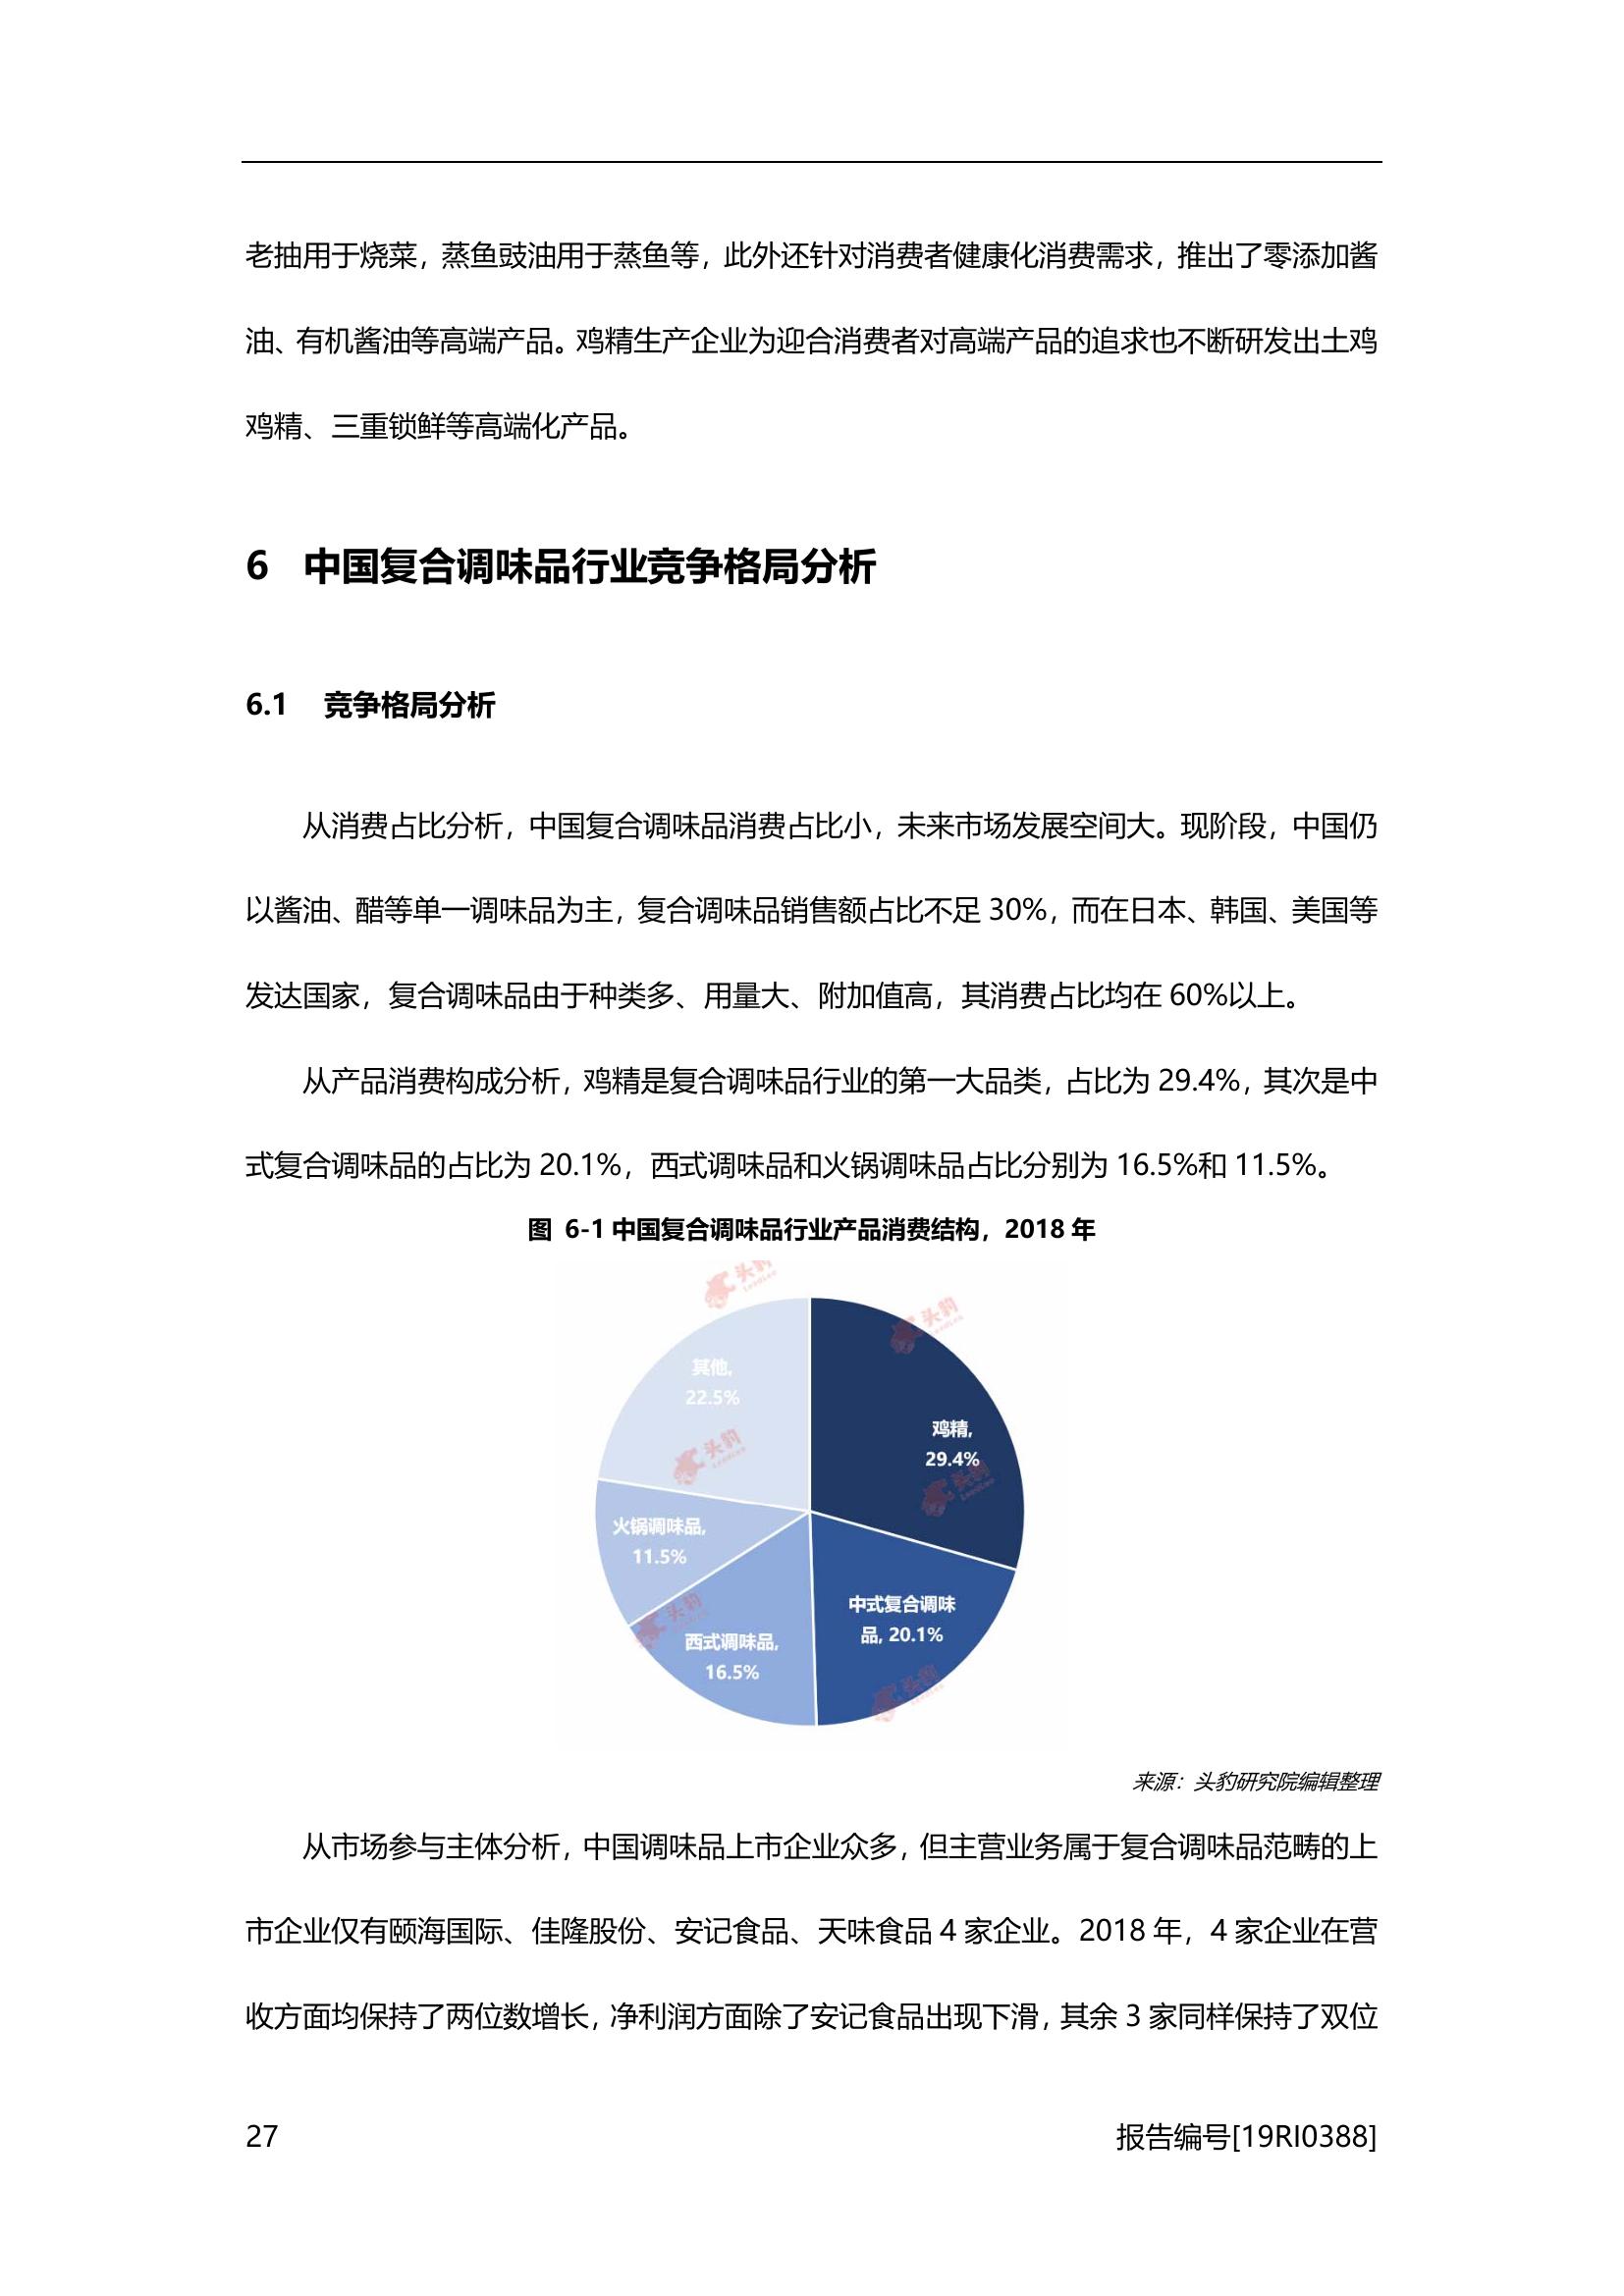 老抽用于烧菜，蒸鱼豉油用于蒸鱼等，此外还针对消费者健康化消费需求，推出了零添加酱
油、有机酱油等高端产品。鸡精生产企业为迎合消费者对高端产品的追求也不断研发出土鸡
鸡精、三重锁鲜等高端化产品。
6 中国复合调味品行业竞争格局分析
6.1 竞争格局分析
从消费占比分析，中国复合调味品消费占比小，未来市场发展空间大。现阶段，中国仍
以酱油、醋等单一调味品为主，复合调味品销售额占比不足 30%，而在日本、韩国、美国等
发达国家，复合调味品由于种类多、用量大、附加值高，其消费占比均在 60%以上。
从产品消费构成分析，鸡精是复合调味品行业的第一大品类，占比为 29.4%，其次是中
式复合调味品的占比为 20.1%，西式调味品和火锅调味品占比分别为 16.5%和 11.5%。
图 6-1 中国复合调味品行业产品消费结构，2018 年
头豹
LeadLeo
头豹
LeadLeo
其他,
22.5%
鸡精,
29.4%
头豹
LeadLeo
头豹
LeadLeo
火锅调味品,
11.5%
中式复合调味
品, 20.1%
头豹
西式调味品,
16.5%
头豹
LeadLeo
来源：头豹研究院编辑整理
从市场参与主体分析，中国调味品上市企业众多，但主营业务属于复合调味品范畴的上
市企业仅有颐海国际、佳隆股份、安记食品、天味食品 4 家企业。2018 年，4 家企业在营
收方面均保持了两位数增长，净利润方面除了安记食品出现下滑，其余 3 家同样保持了双位
27
报告编号[19RI0388]